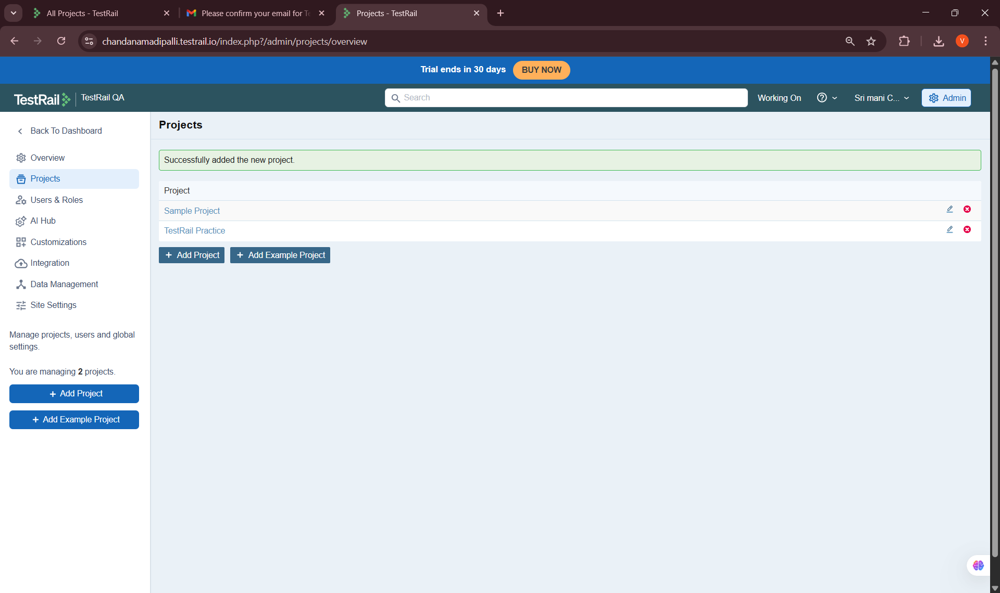 All Projects - TestRail
Please confirm your email for Te
Projects - TestRail
chandanamadipalli.testrail.io/index.php?/admin/projects/overview
V
Trial ends in 30 days
BUY NOW
TestRail
TestRail QA
Search
Working On
Sri mani C...
Admin
Back To Dashboard
Overview
Projects
Users & Roles
AI Hub
Customizations
Integration
Data Management
Site Settings
Manage projects, users and global
settings.
You are managing 2 projects.
+ Add Project
+ Add Example Project
Projects
Successfully added the new project.
Project
Sample Project
TestRail Practice
+ Add Project
+ Add Example Project